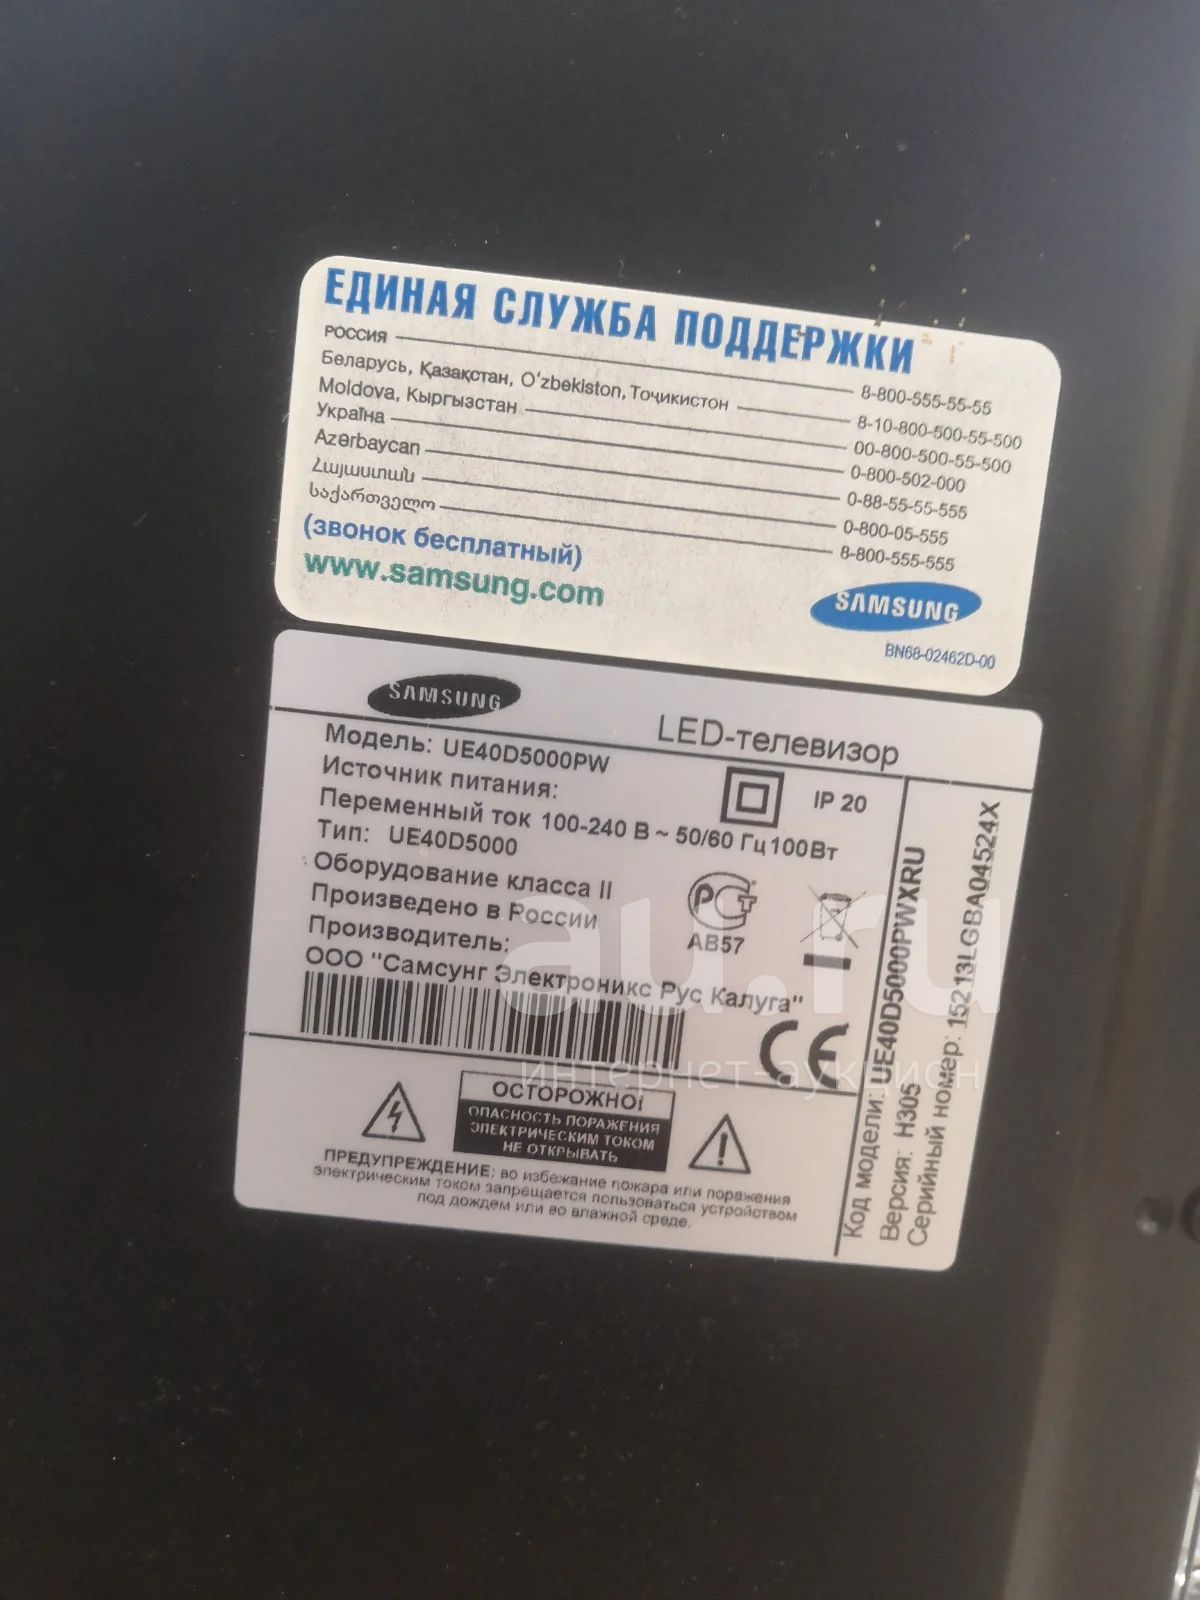 ЕДИНАЯ СЛУЖБА ПОДДЕРЖКИ
РОССИЯ 8-800-555-55-55
Беларусь, Қазақстан, O'zbekiston, Тоҷикистон 8-10-800-500-55-500
Moldova, Кыргызстан 00-800-500-55-500
Україна 0-800-502-000
Azərbaycan 0-88-55-55-555
Հայաստան 0-800-05-555
საქართველო 8-800-555-555
(звонок бесплатный)
www.samsung.com
SAMSUNG
BN68-02462D-00
SAMSUNG
LED-телевизор
Модель: UE40D5000PW
Источник питания:
IP 20
Переменный ток 100-240 В ~ 50/60 Гц 100Вт
Тип: UE40D5000
Оборудование класса II
Произведено в России
Производитель:
ООО "Самсунг Электроникс Рус Калуга"
РСТ
АВ57
CE
ОСТОРОЖНО!
ОПАСНОСТЬ ПОРАЖЕНИЯ
ЭЛЕКТРИЧЕСКИМ ТОКОМ
НЕ ОТКРЫВАТЬ
ПРЕДУПРЕЖДЕНИЕ: во избежание пожара или поражения
электрическим током запрещается пользоваться устройством
под дождем или во влажной среде.
Код модели: UE40D5000PWXRU
Версия: H305
Серийный номер: 15213LGBA04524X
au.ru
интернет-аукцион